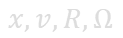 x, v, R, Ω